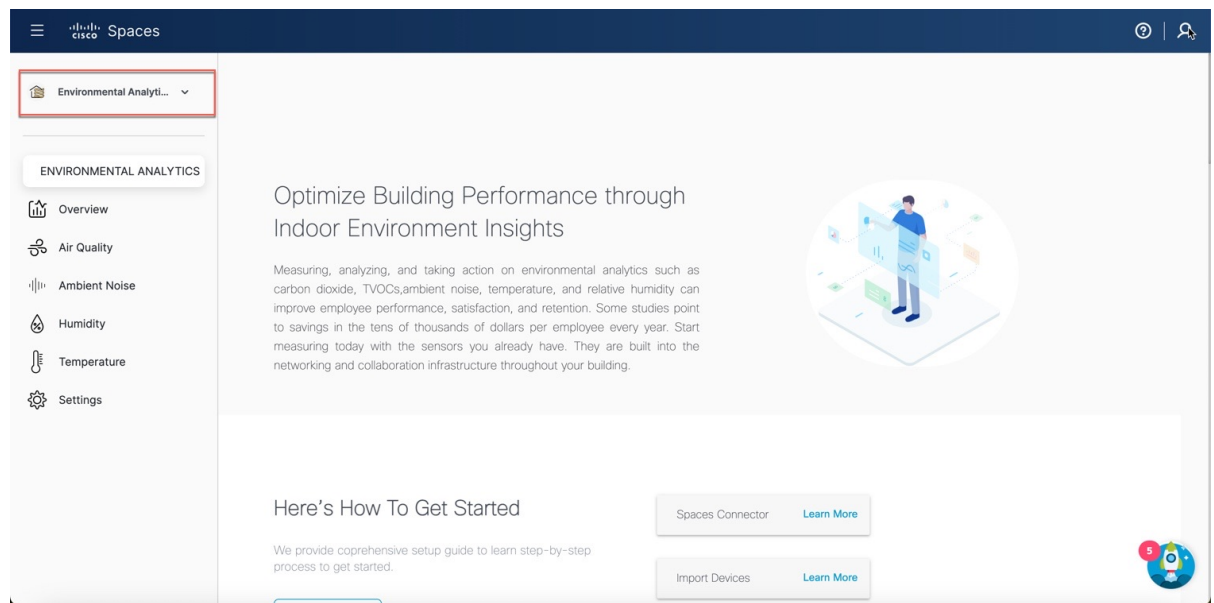 cisco Spaces
Environmental Analyti...
ENVIRONMENTAL ANALYTICS
Overview
Air Quality
Ambient Noise
Humidity
Temperature
Settings
Optimize Building Performance through
Indoor Environment Insights
Measuring, analyzing, and taking action on environmental analytics such as
carbon dioxide, TVOCs,ambient noise, temperature, and relative humidity can
improve employee performance, satisfaction, and retention. Some studies point
to savings in the tens of thousands of dollars per employee every year. Start
measuring today with the sensors you already have. They are built into the
networking and collaboration infrastructure throughout your building.
Here's How To Get Started
We provide coprehensive setup guide to learn step-by-step
process to get started.
Spaces Connector Learn More
Import Devices Learn More
5